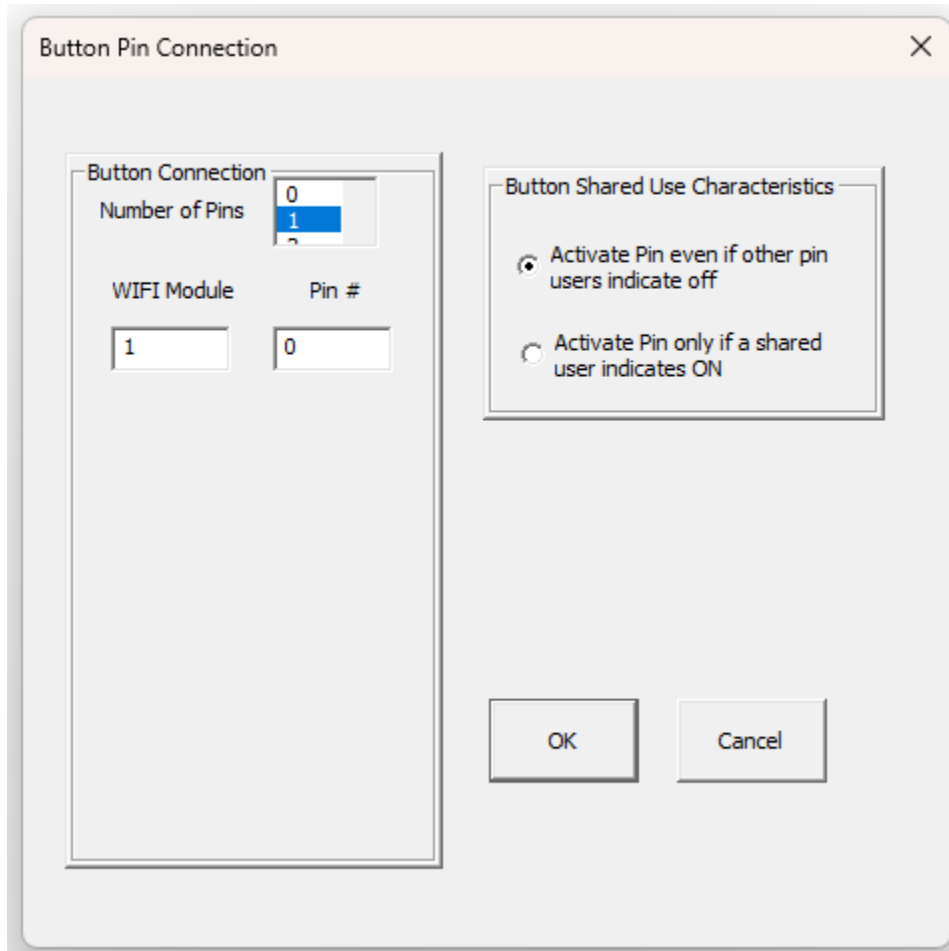 Button Pin Connection
Button Connection
Number of Pins
0
1
WIFI Module
Pin #
1
0
Button Shared Use Characteristics
Activate Pin even if other pin
users indicate off
Activate Pin only if a shared
user indicates ON
OK
Cancel